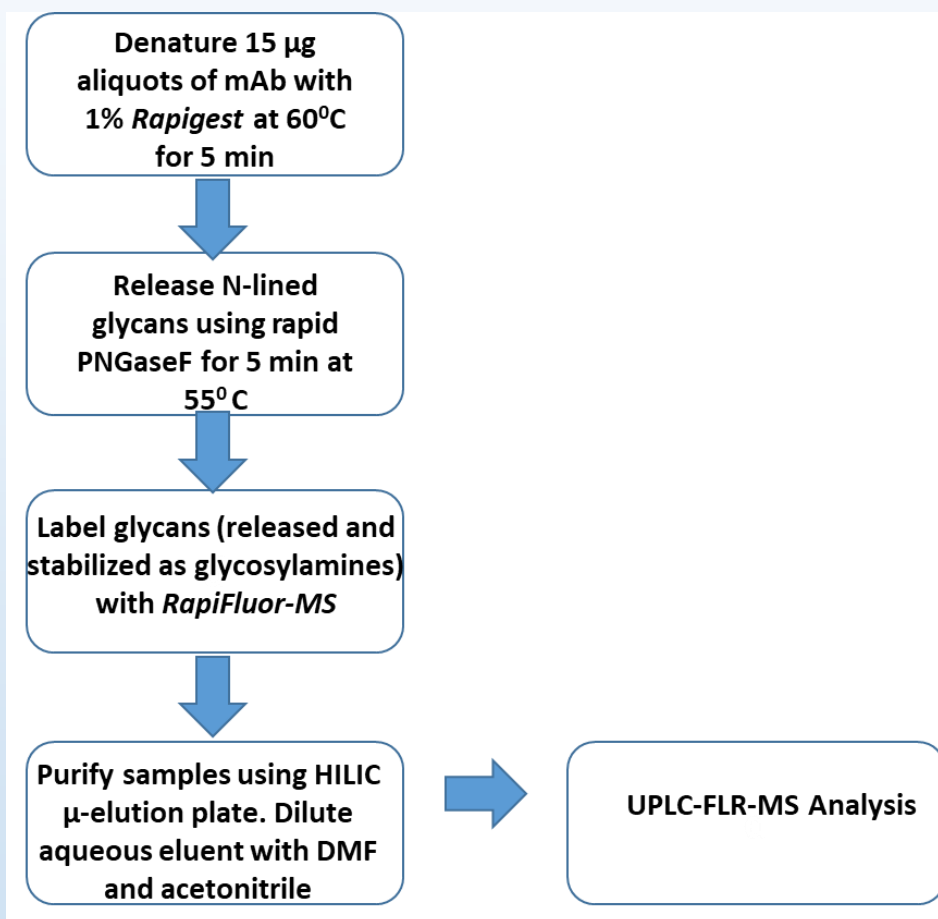 Denature 15 µg
aliquots of mAb with
1% Rapigest at 60⁰C
for 5 min
Release N-lined
glycans using rapid
PNGaseF for 5 min at
55⁰ C
Label glycans (released and
stabilized as glycosylamines)
with RapiFluor-MS
Purify samples using HILIC
µ-elution plate. Dilute
aqueous eluent with DMF
and acetonitrile
UPLC-FLR-MS Analysis